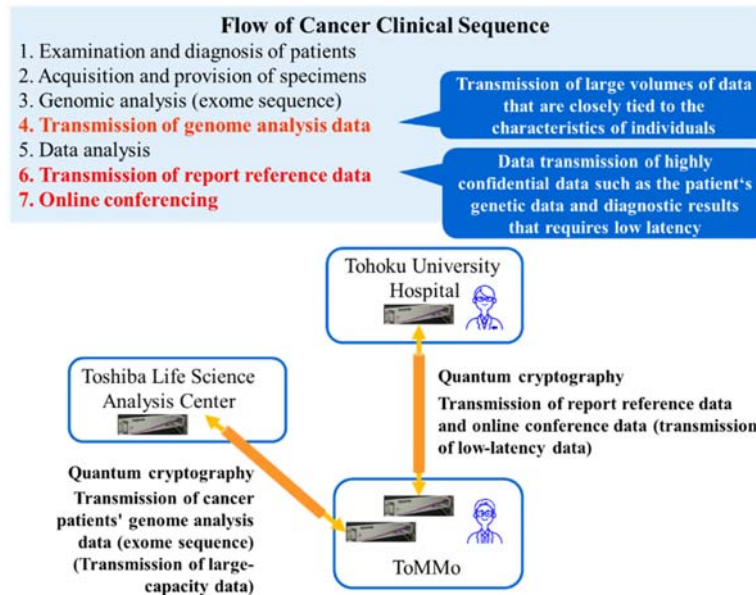 Flow of Cancer Clinical Sequence
1. Examination and diagnosis of patients
2. Acquisition and provision of specimens
3. Genomic analysis (exome sequence)
4. Transmission of genome analysis data
5. Data analysis
6. Transmission of report reference data
7. Online conferencing
Transmission of large volumes of data
that are closely tied to the
characteristics of individuals
Data transmission of highly
confidential data such as the patient‘s
genetic data and diagnostic results
that requires low latency
Tohoku University
Hospital
Toshiba Life Science
Analysis Center
Quantum cryptography
Transmission of report reference data
and online conference data (transmission
of low-latency data)
Quantum cryptography
Transmission of cancer
patients' genome analysis
data (exome sequence)
(Transmission of large-
capacity data)
ToMMo